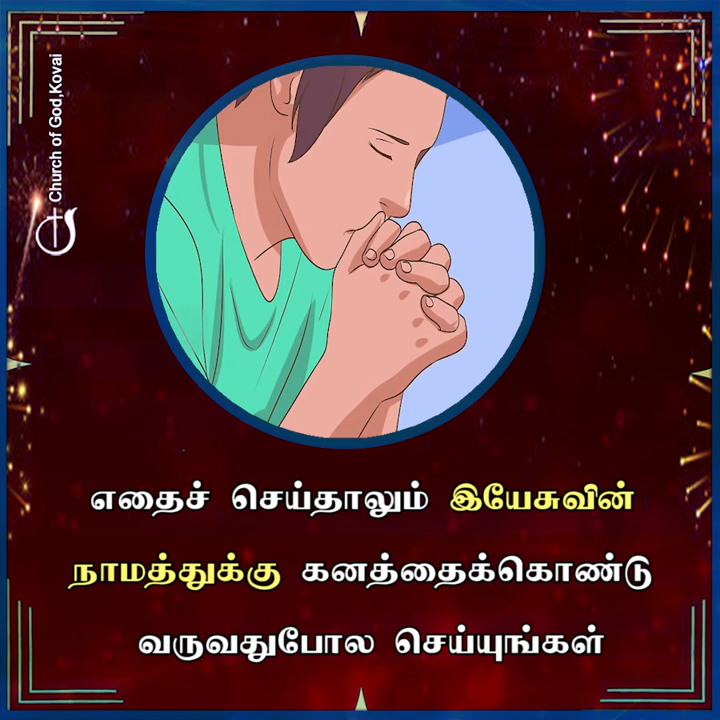 Church of God,Kovai
எதைச் செய்தாலும் இயேசுவின்
நாமத்துக்கு கனத்தைக்கொண்டு
வருவதுபோல செய்யுங்கள்